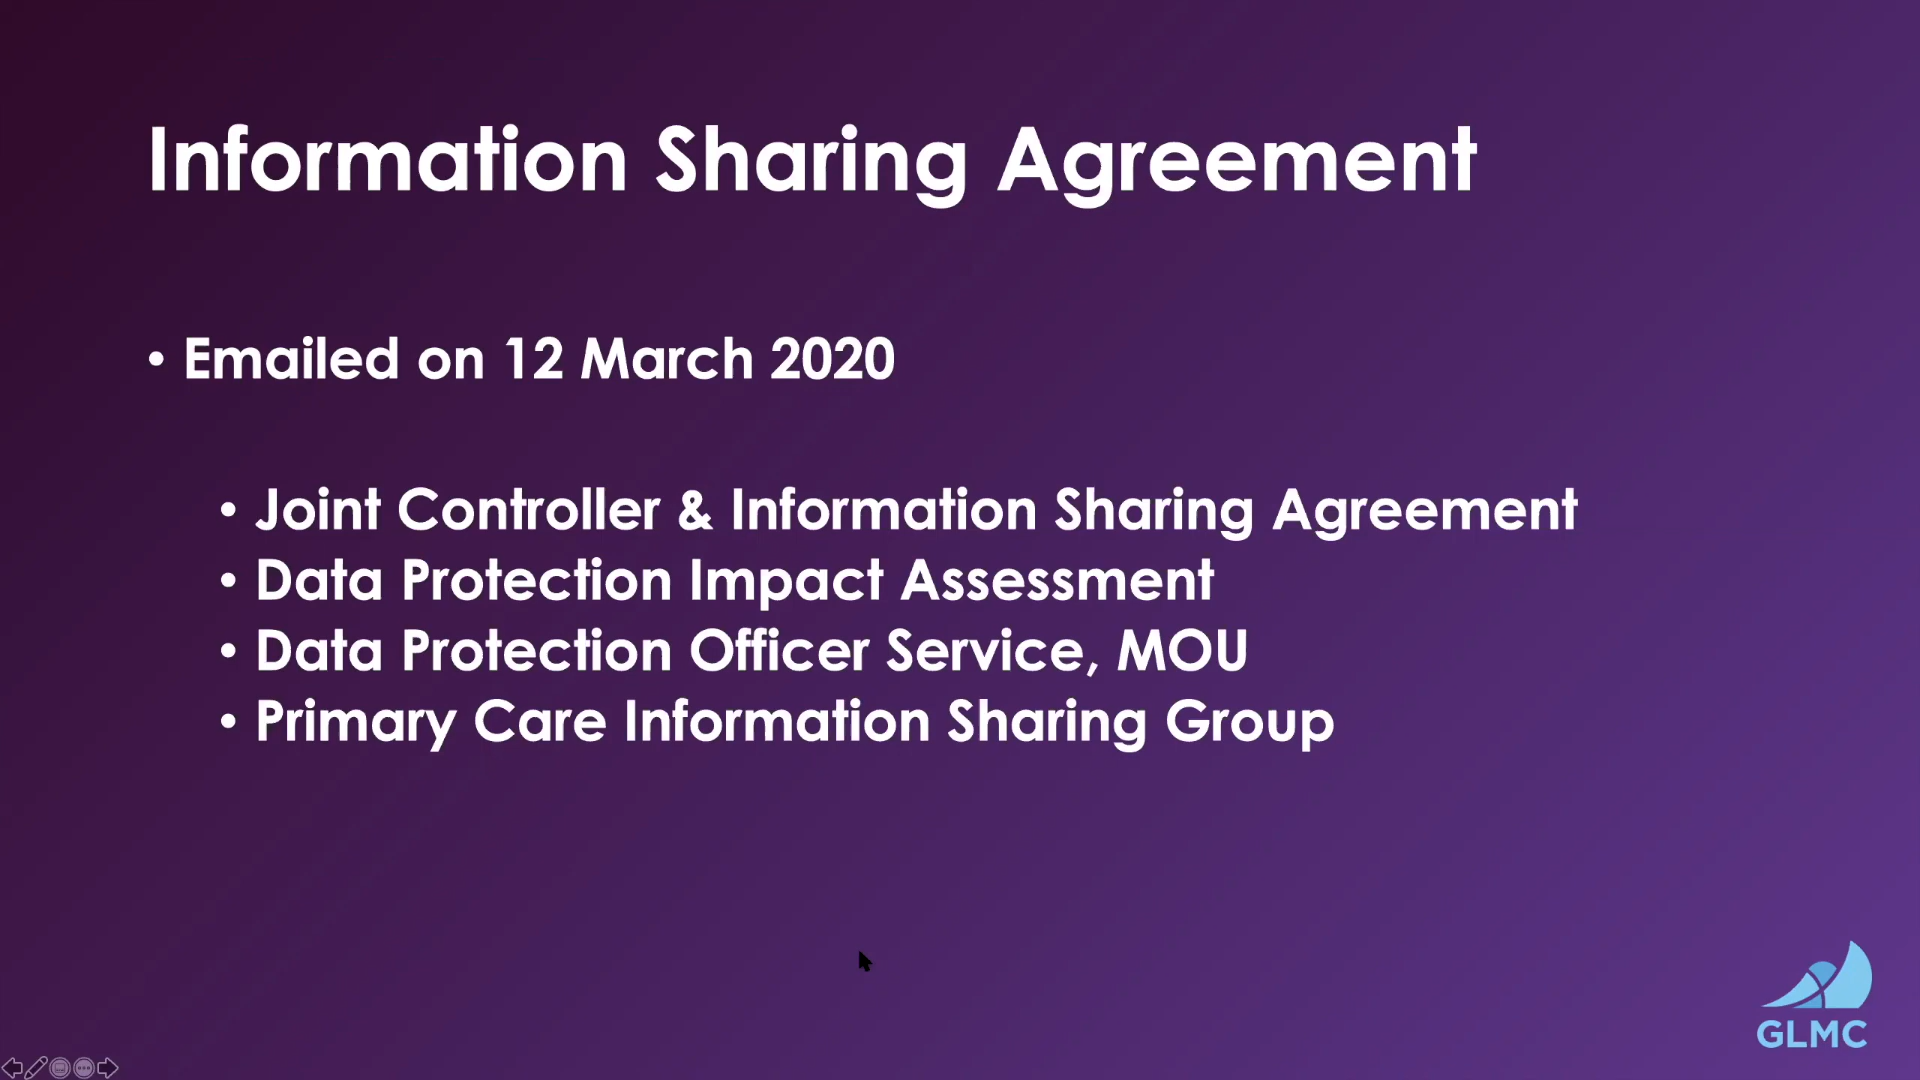 Information Sharing Agreement
• Emailed on 12 March 2020
• Joint Controller & Information Sharing Agreement
• Data Protection Impact Assessment
• Data Protection Officer Service, MOU
• Primary Care Information Sharing Group
GLMC